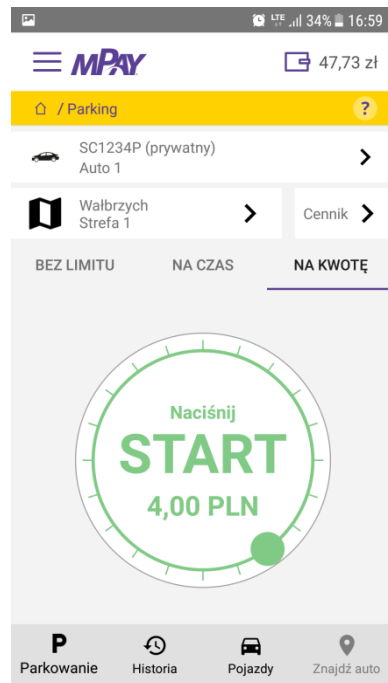 LTE 34% 16:59
mPAY 47,73 zł
/ Parking ?
SC1234P (prywatny)
Auto 1
Wałbrzych
Strefa 1
Cennik
BEZ LIMITU NA CZAS NA KWOTĘ
Naciśnij
START
4,00 PLN
P
Parkowanie Historia Pojazdy Znajdź auto